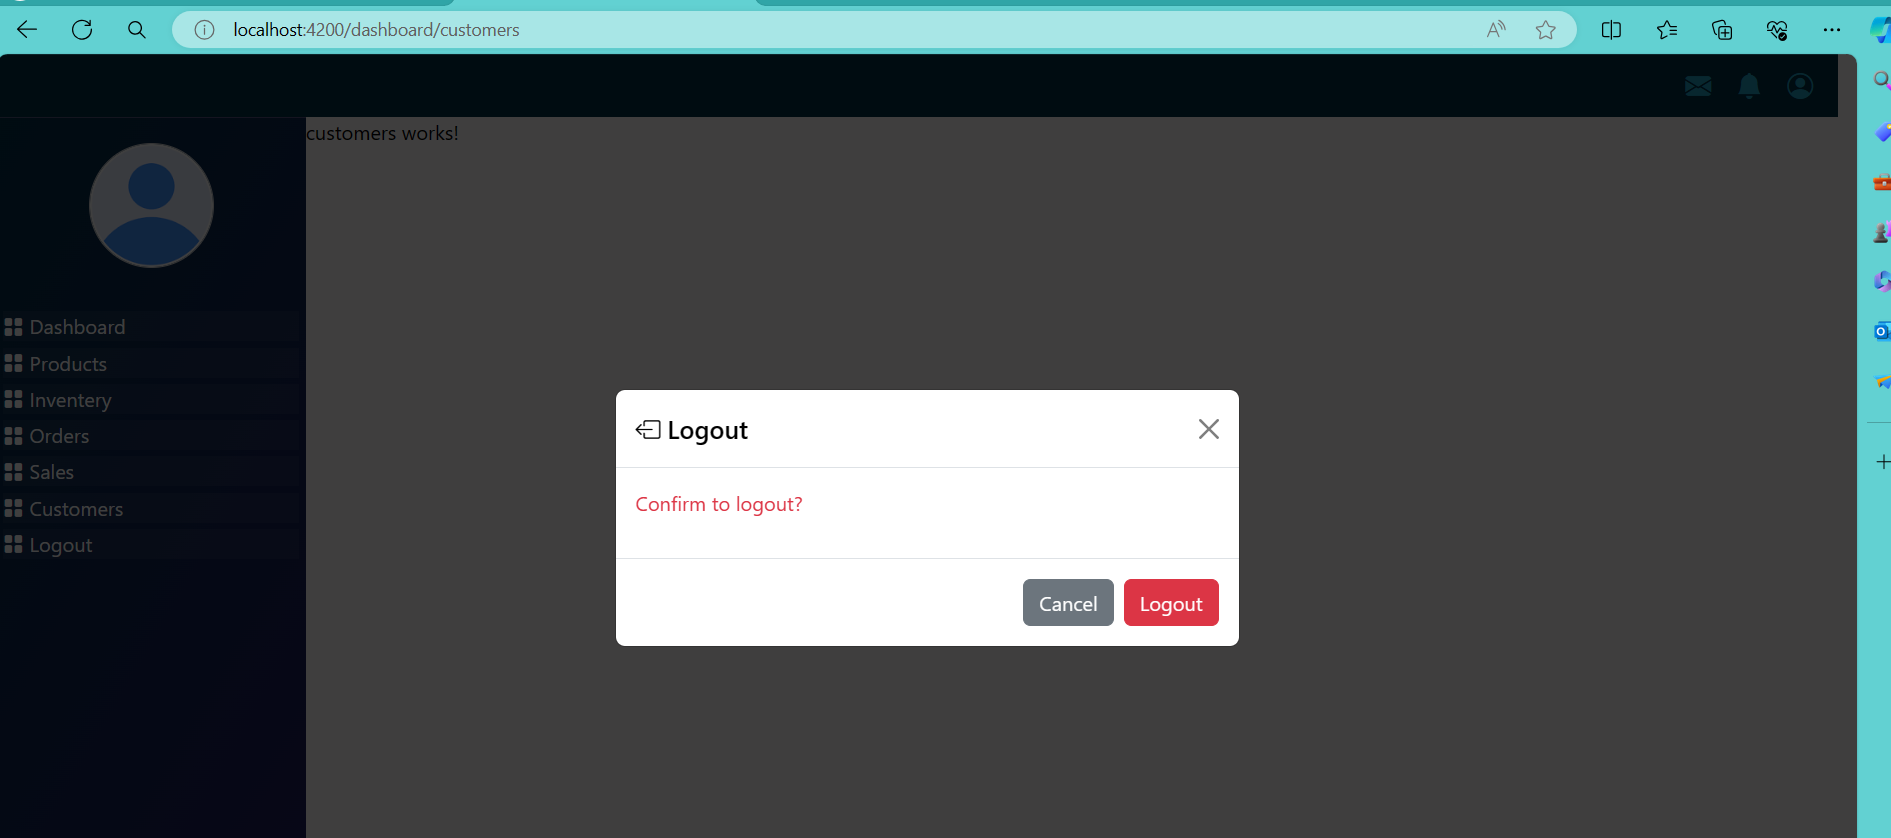 localhost:4200/dashboard/customers
customers works!
Dashboard
Products
Inventery
Orders
Sales
Customers
Logout
Logout
Confirm to logout?
Cancel
Logout